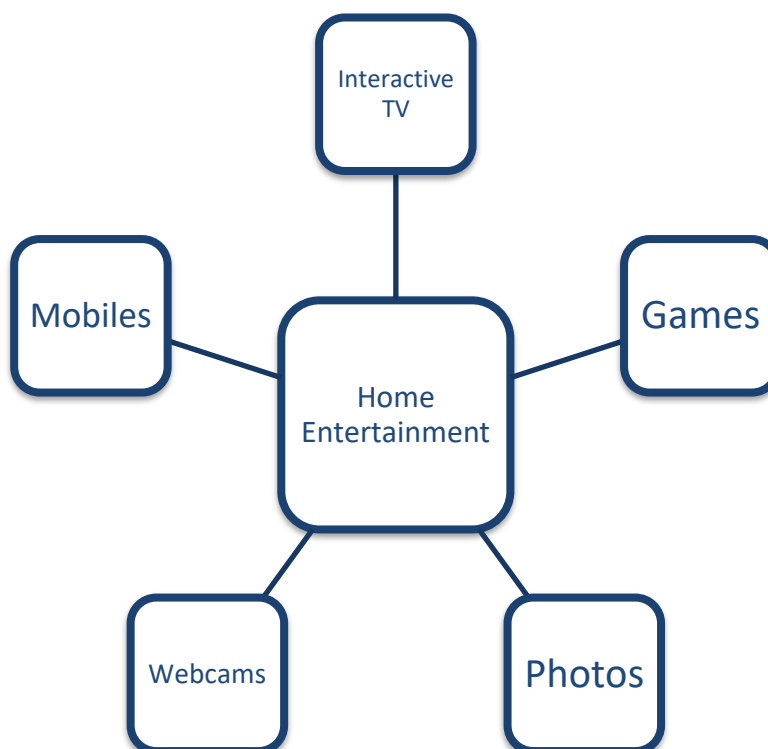 Interactive
TV
Mobiles
Games
Home
Entertainment
Webcams
Photos